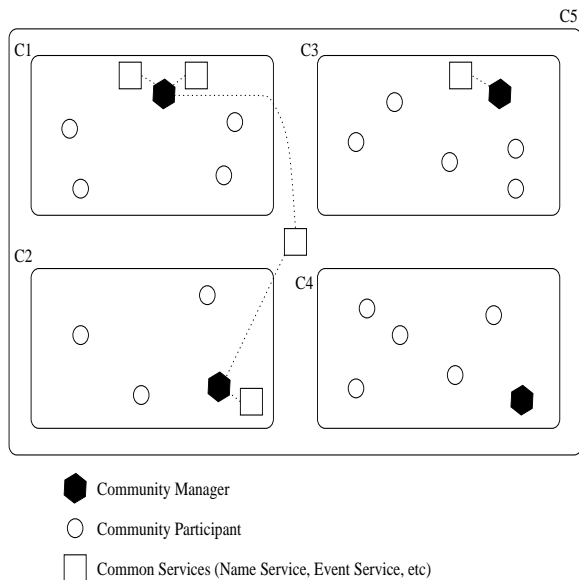 C5
C1
C3
C2
C4
Community Manager
Community Participant
Common Services (Name Service, Event Service, etc)